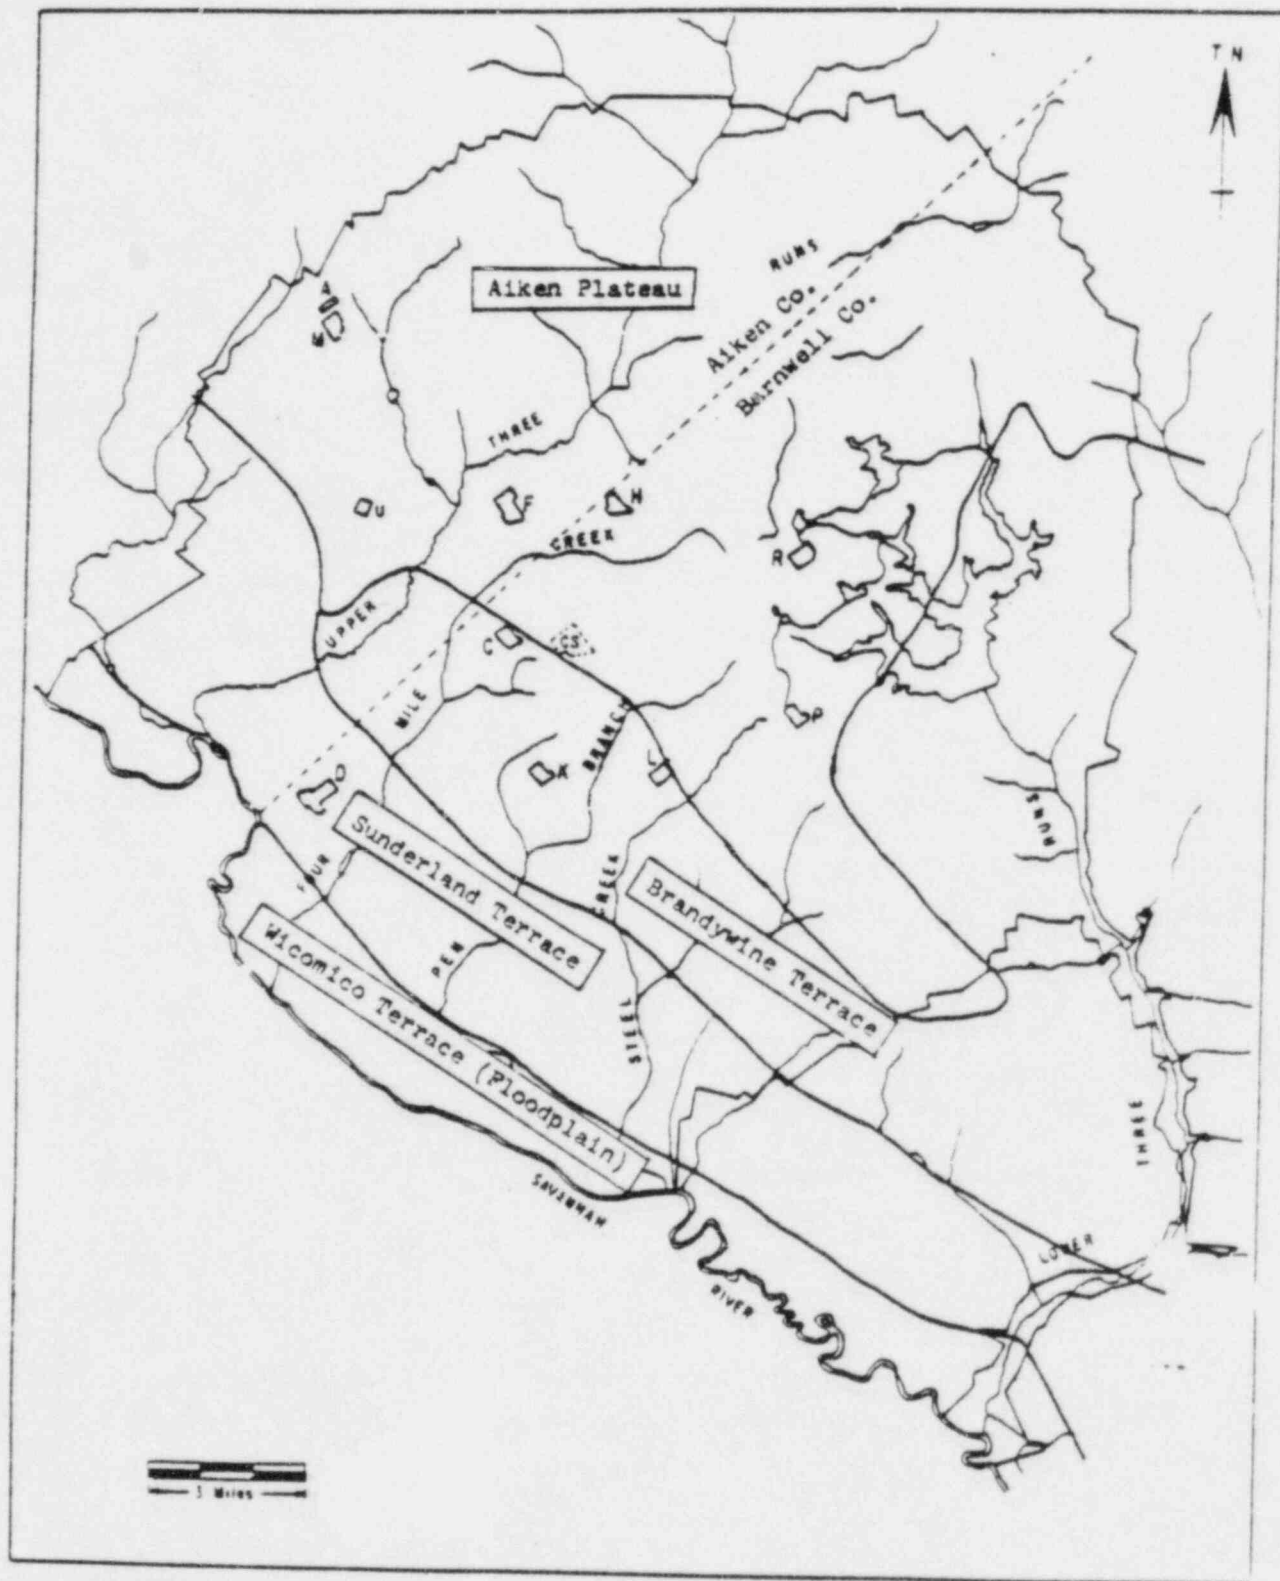 T N
RUNS
Aiken Plateau
Aiken Co.
Barnwell Co.
A
M
THREE
U
F
H
CREEK
R
UPPER
C
CS
MILE
BRANCH
P
K
L
D
Sunderland Terrace
RUNS
FOUR
CREEK
Brandywine Terrace
Wicomico Terrace (Floodplain)
PEN
STEEL
THREE
SAVANNAH
LOWER
RIVER
3 Miles